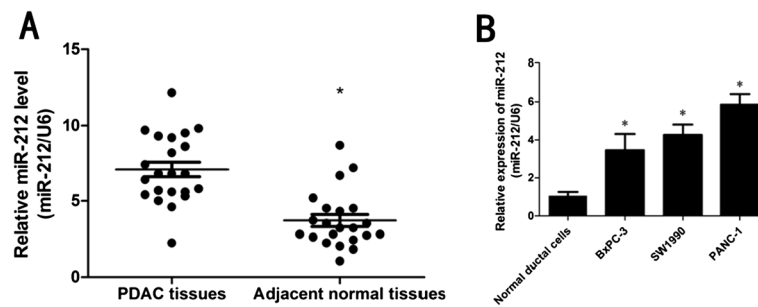 A
Relative miR-212 level
(miR-212/U6)
15
10
5
0
*
PDAC tissues
Adjacent normal tissues
B
Relative expression of miR-212
(miR-212/U6)
8
6
4
2
0
*
*
*
Normal ductal cells
BxPC-3
SW1990
PANC-1